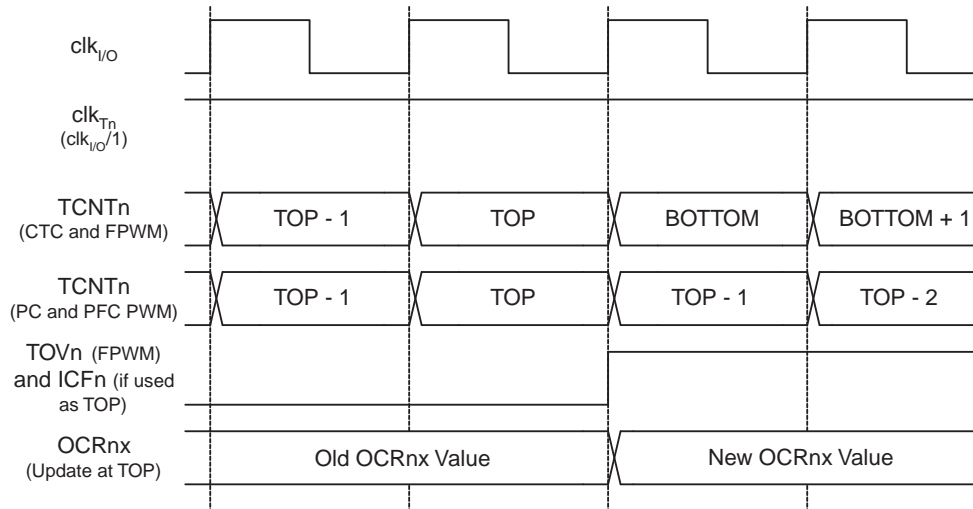 clkI/O
clkTn
(clkI/O/1)
TCNTn
(CTC and FPWM)
TOP - 1
TOP
BOTTOM
BOTTOM + 1
TCNTn
(PC and PFC PWM)
TOP - 1
TOP
TOP - 1
TOP - 2
TOVn (FPWM)
and ICFn (if used
as TOP)
OCRnx
(Update at TOP)
Old OCRnx Value
New OCRnx Value